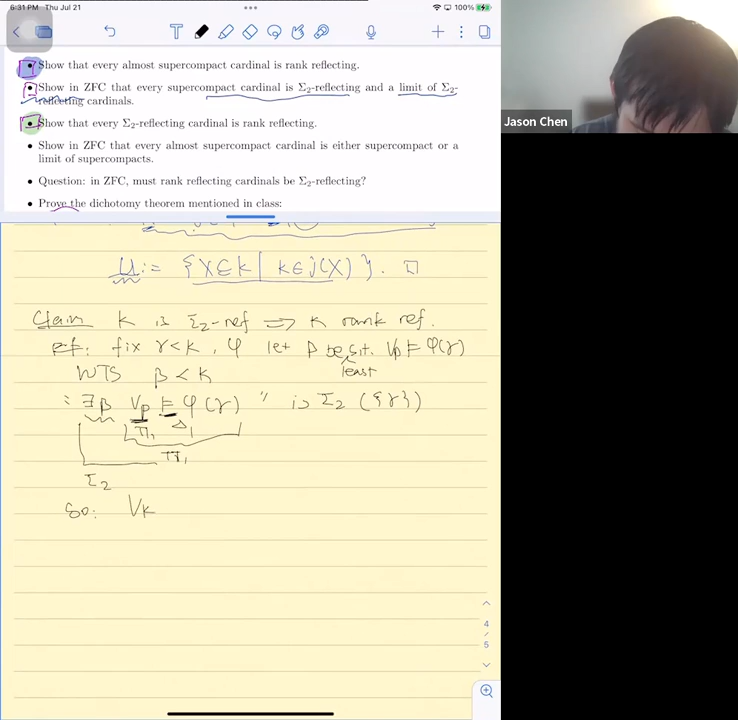 6:31 PM Thu Jul 21
100%
• Show that every almost supercompact cardinal is rank reflecting.
• Show in ZFC that every supercompact cardinal is Σ₂-reflecting and a limit of Σ₂-
reflecting cardinals.
• Show that every Σ₂-reflecting cardinal is rank reflecting.
• Show in ZFC that every almost supercompact cardinal is either supercompact or a
limit of supercompacts.
• Question: in ZFC, must rank reflecting cardinals be Σ₂-reflecting?
• Prove the dichotomy theorem mentioned in class:
Jason Chen
U := {X ⊆ κ | κ ∈ j(X)}. □
Claim κ is Σ₂-ref ⟹ κ rank ref.
Pf: fix γ < κ, φ let β be least s.t. Vβ ⊨ φ(γ)
WTS β < κ
"∃β Vβ ⊨ φ(γ)" is Σ₂({γ})
Π₁ Δ₁
Π₁
Σ₂
So: Vκ
4
/
5